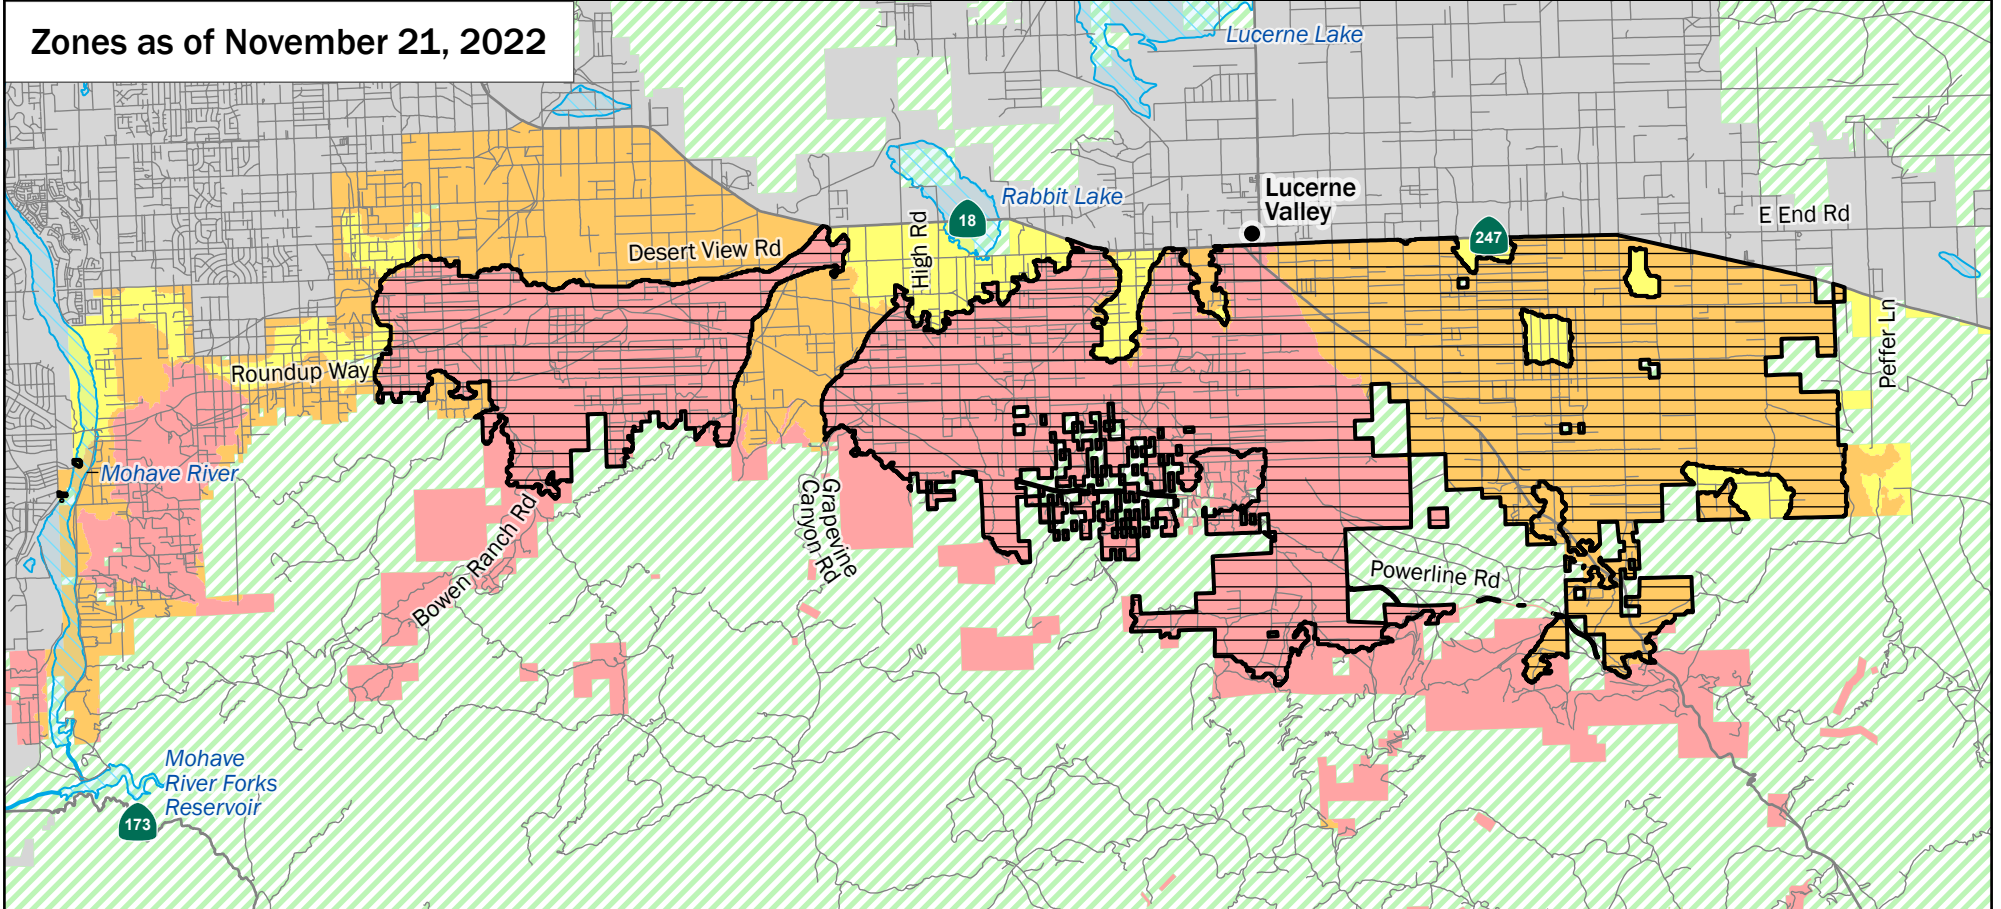 Zones as of November 21, 2022
Lucerne Lake
Rabbit Lake
18
Lucerne
Valley
E End Rd
247
High Rd
Desert View Rd
Peffer Ln
Roundup Way
Mohave River
Grapevine
Canyon Rd
Bowen Ranch Rd
Powerline Rd
Mohave
River Forks
Reservoir
173